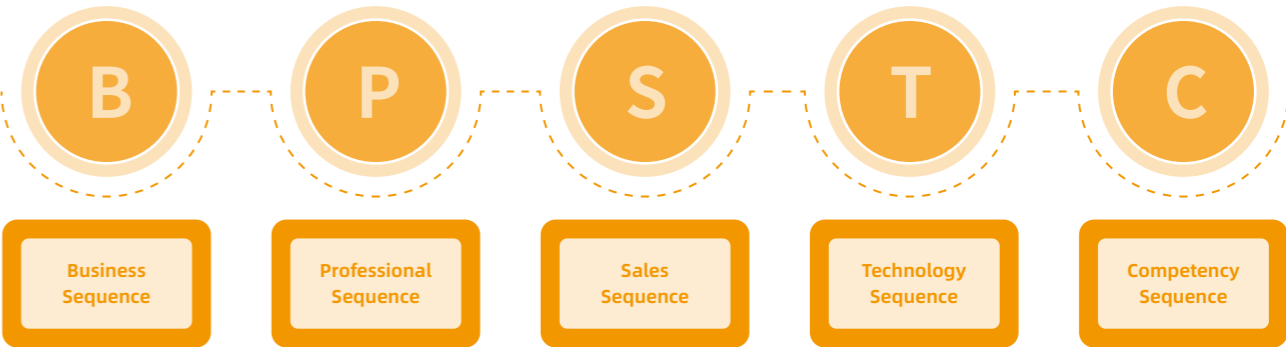 B
P
S
T
C
Business
Sequence
Professional
Sequence
Sales
Sequence
Technology
Sequence
Competency
Sequence